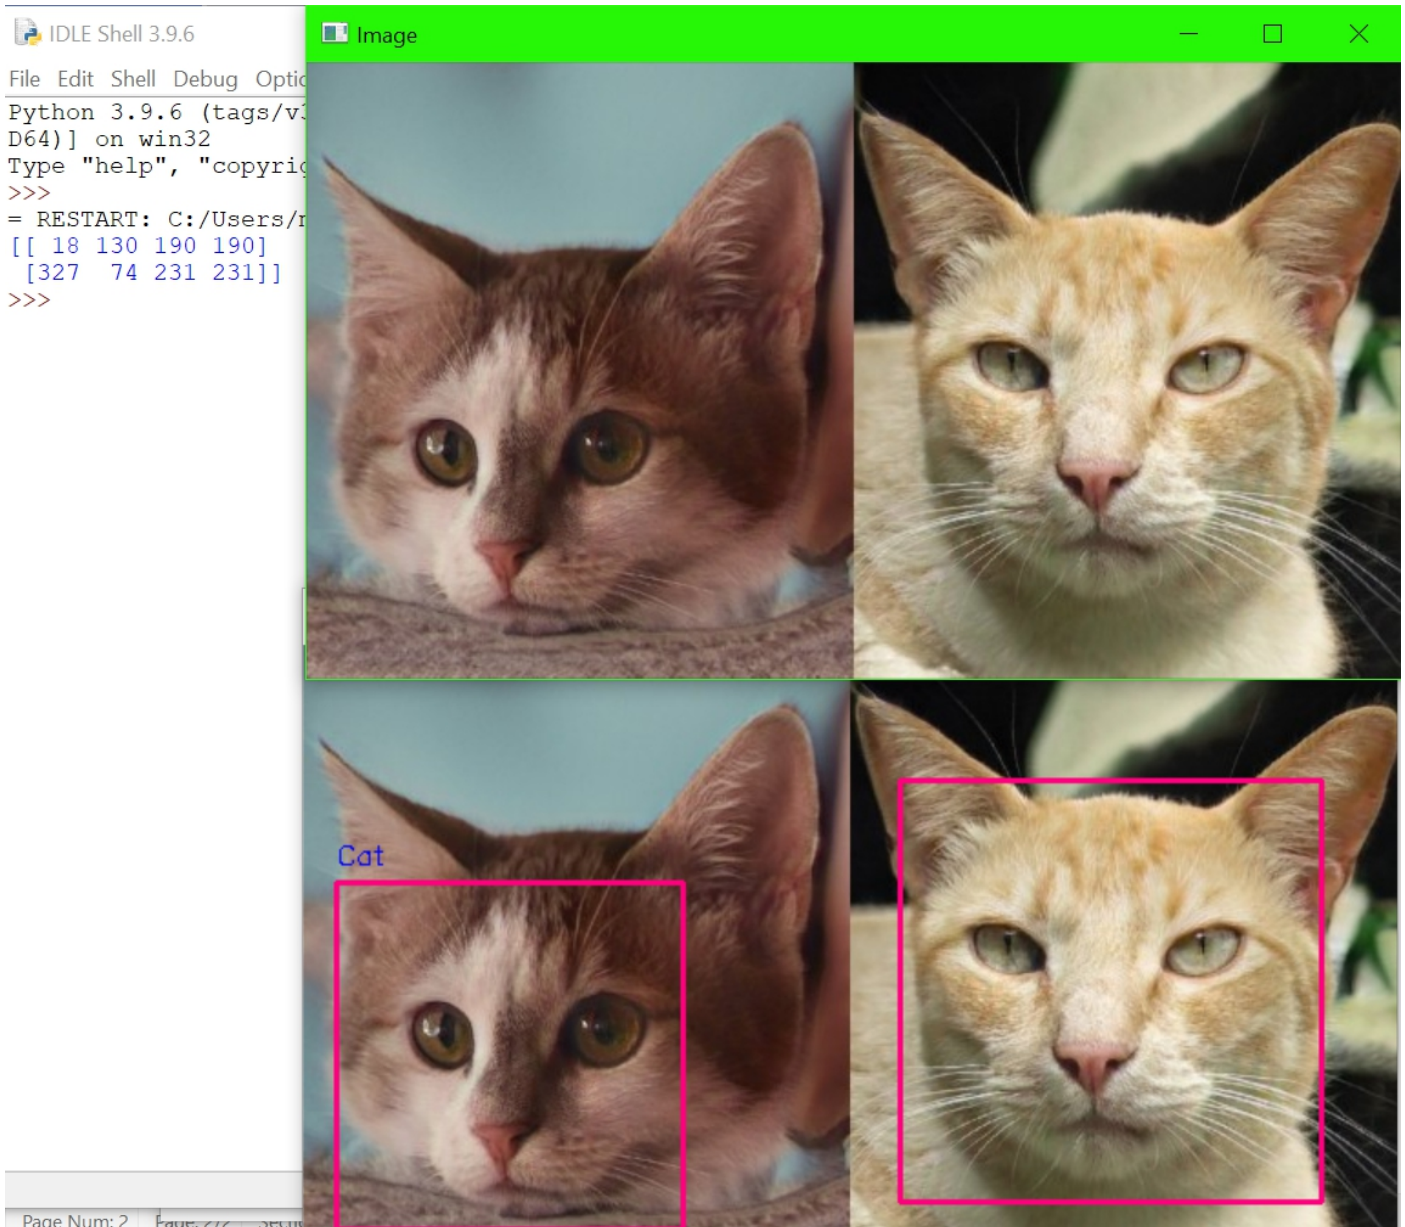 IDLE Shell 3.9.6
File Edit Shell Debug
Python 3.9.6 (tags/
D64)] on win32
Type "help",
>>>
= RESTART: C:/Users/
[[ 18 130 190 190]
[327 74 231 231]]
>>>
Image
Cat
Page Num: 2